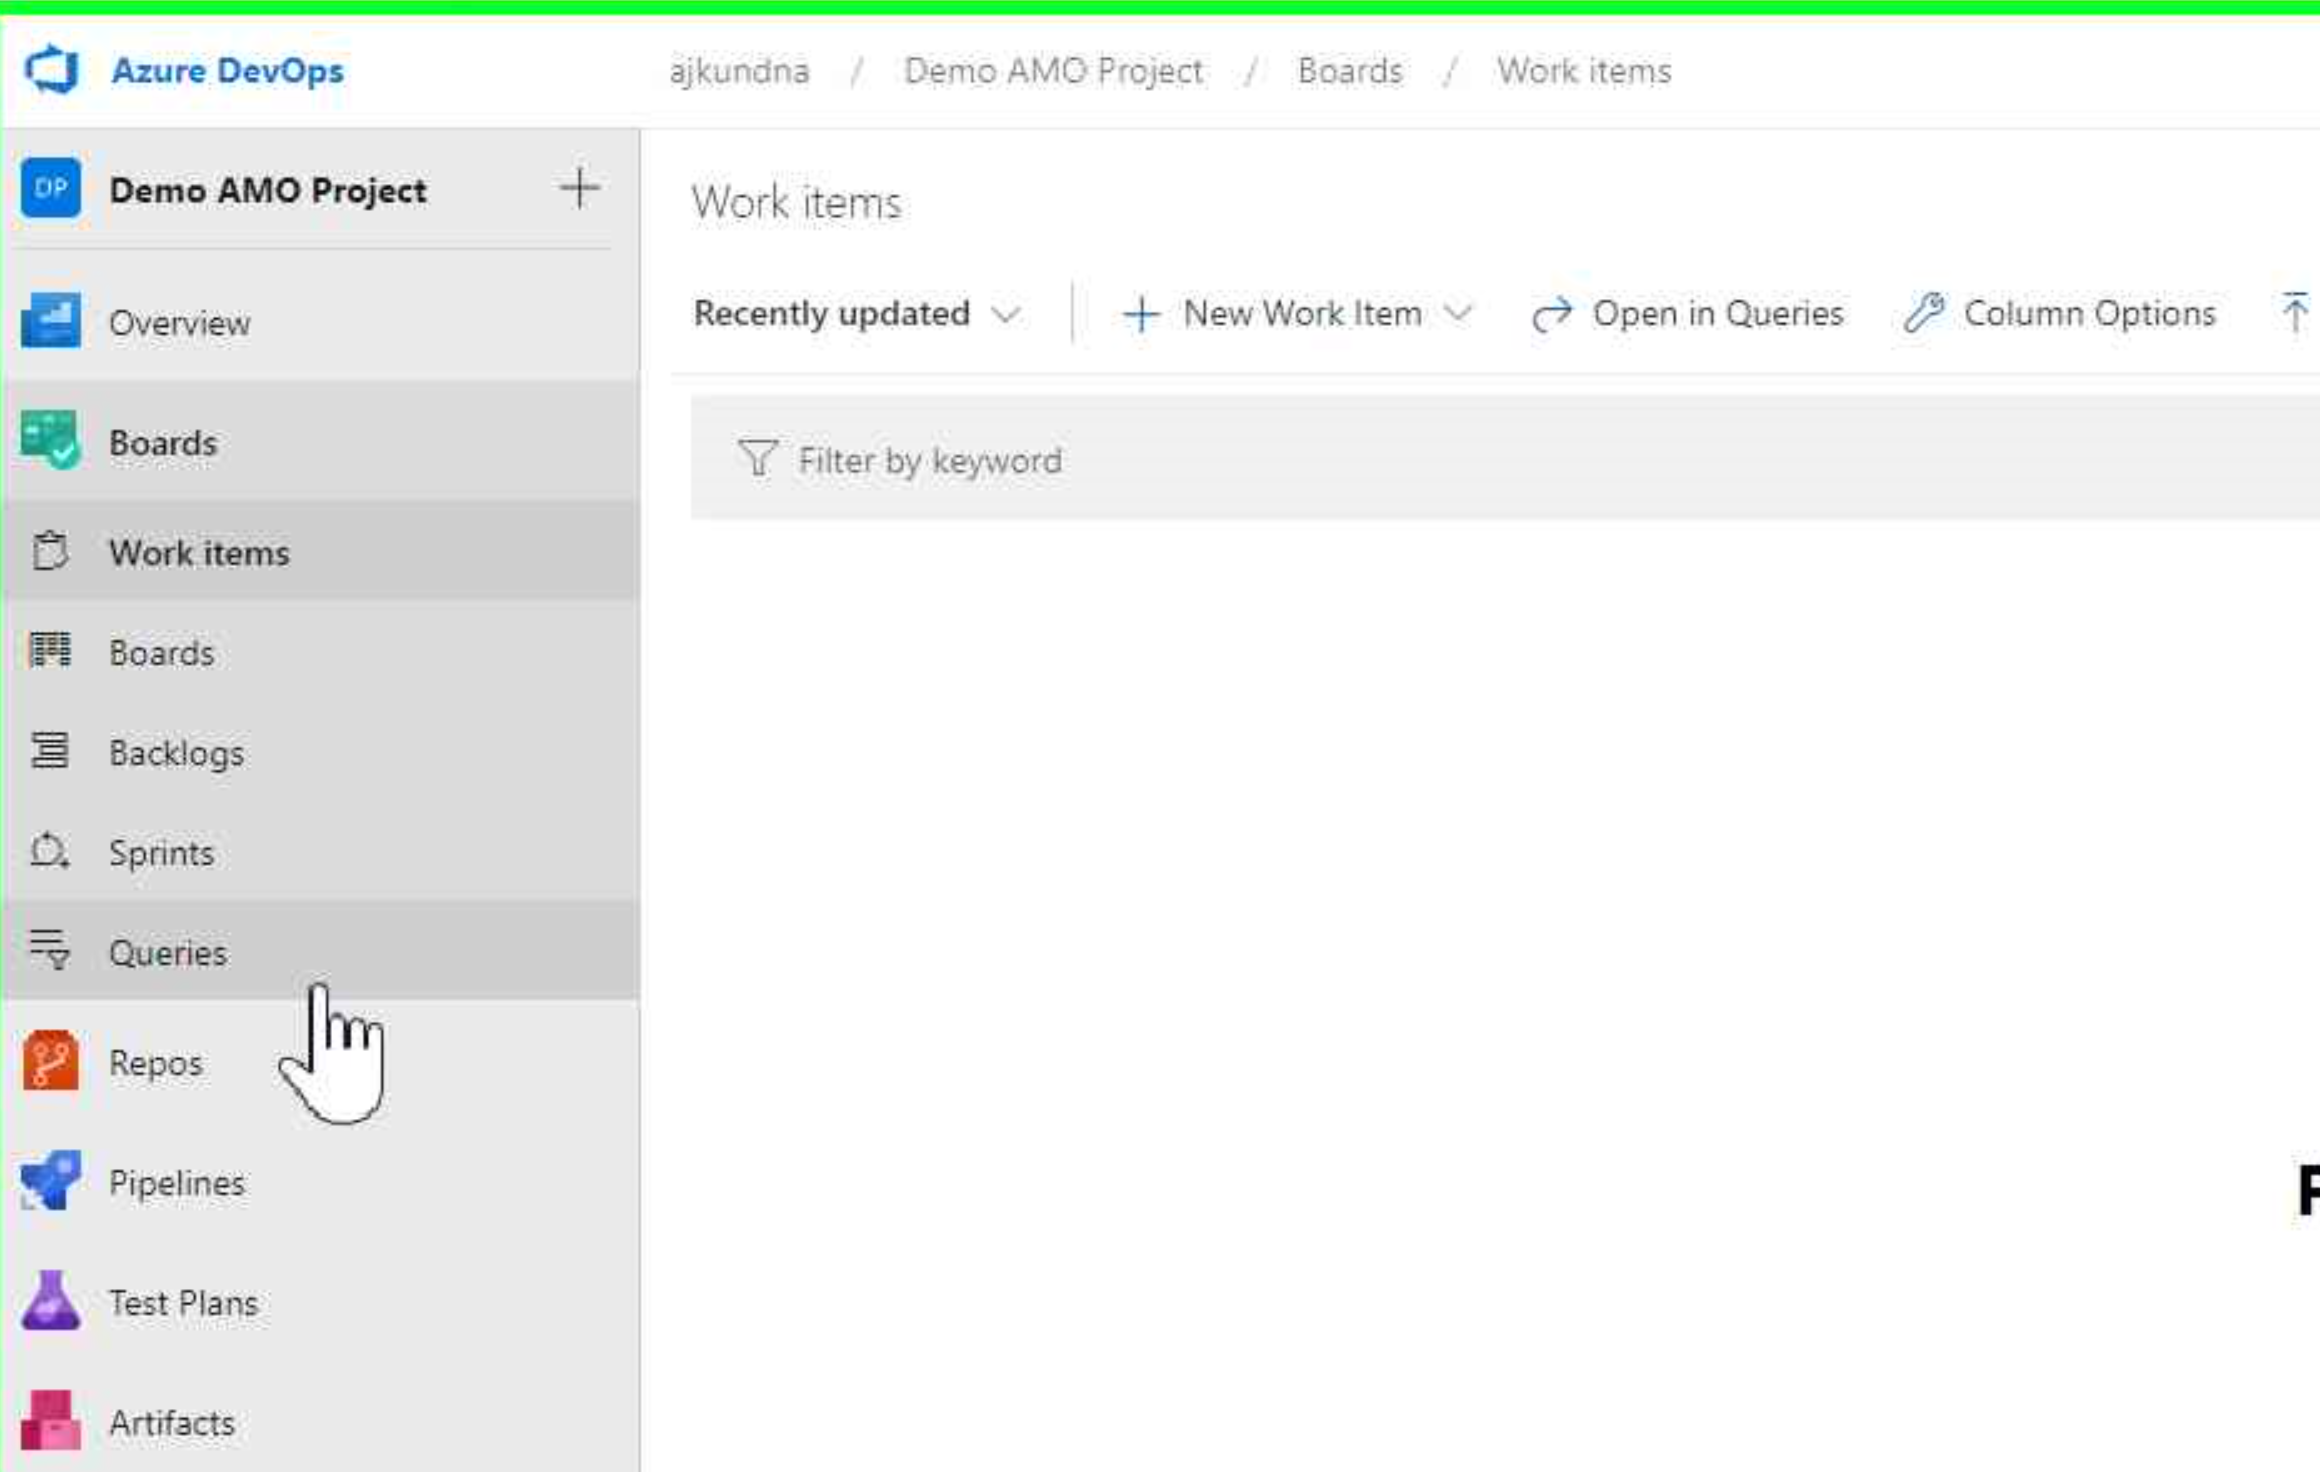 Azure DevOps
ajkundna / Demo AMO Project / Boards / Work items
DP Demo AMO Project
Overview
Boards
Work items
Boards
Backlogs
Sprints
Queries
Repos
Pipelines
Test Plans
Artifacts
Work items
Recently updated New Work Item Open in Queries Column Options
Filter by keyword